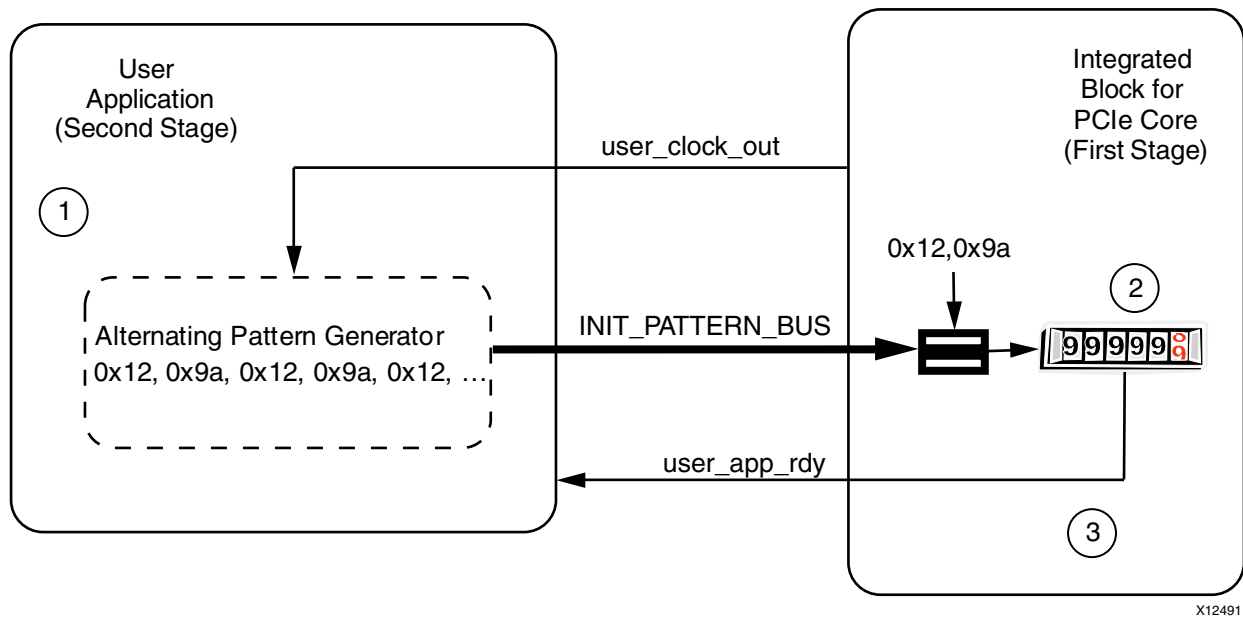 User
Application
(Second Stage)
1
Alternating Pattern Generator
0x12, 0x9a, 0x12, 0x9a, 0x12, …
user_clock_out
INIT_PATTERN_BUS
user_app_rdy
Integrated
Block for
PCIe Core
(First Stage)
0x12,0x9a
2
99999
3
X12491